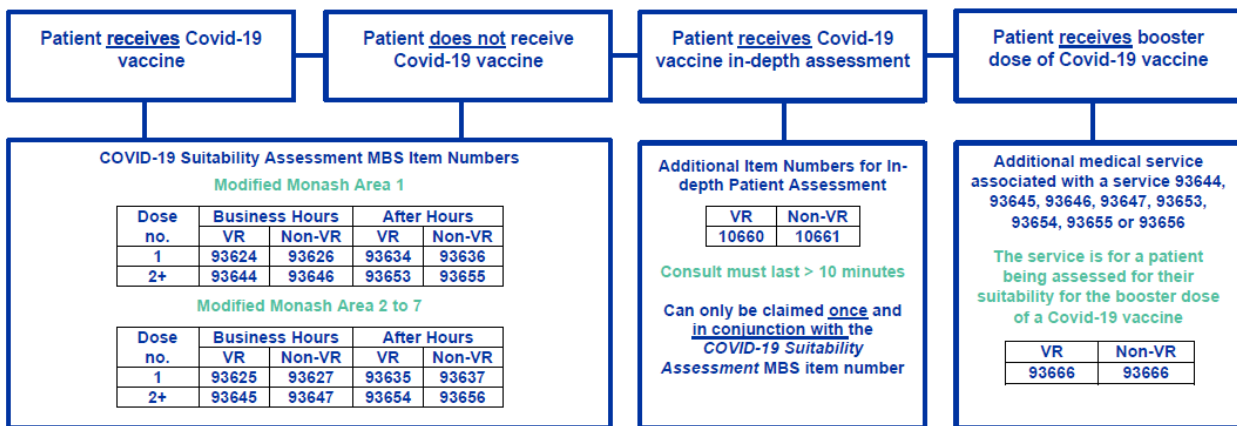 Patient receives Covid-19
vaccine
Patient does not receive
Covid-19 vaccine
Patient receives Covid-19
vaccine in-depth assessment
Patient receives booster
dose of Covid-19 vaccine
COVID-19 Suitability Assessment MBS Item Numbers
Modified Monash Area 1
Dose no. Business Hours After Hours
VR Non-VR VR Non-VR
1 93624 93626 93634 93636
2+ 93644 93646 93653 93655
Modified Monash Area 2 to 7
Dose no. Business Hours After Hours
VR Non-VR VR Non-VR
1 93625 93627 93635 93637
2+ 93645 93647 93654 93656
Additional Item Numbers for In-
depth Patient Assessment
VR Non-VR
10660 10661
Consult must last > 10 minutes
Can only be claimed once and
in conjunction with the
COVID-19 Suitability
Assessment MBS item number
Additional medical service
associated with a service 93644,
93645, 93646, 93647, 93653,
93654, 93655 or 93656
The service is for a patient
being assessed for their
suitability for the booster dose
of a Covid-19 vaccine
VR Non-VR
93666 93666